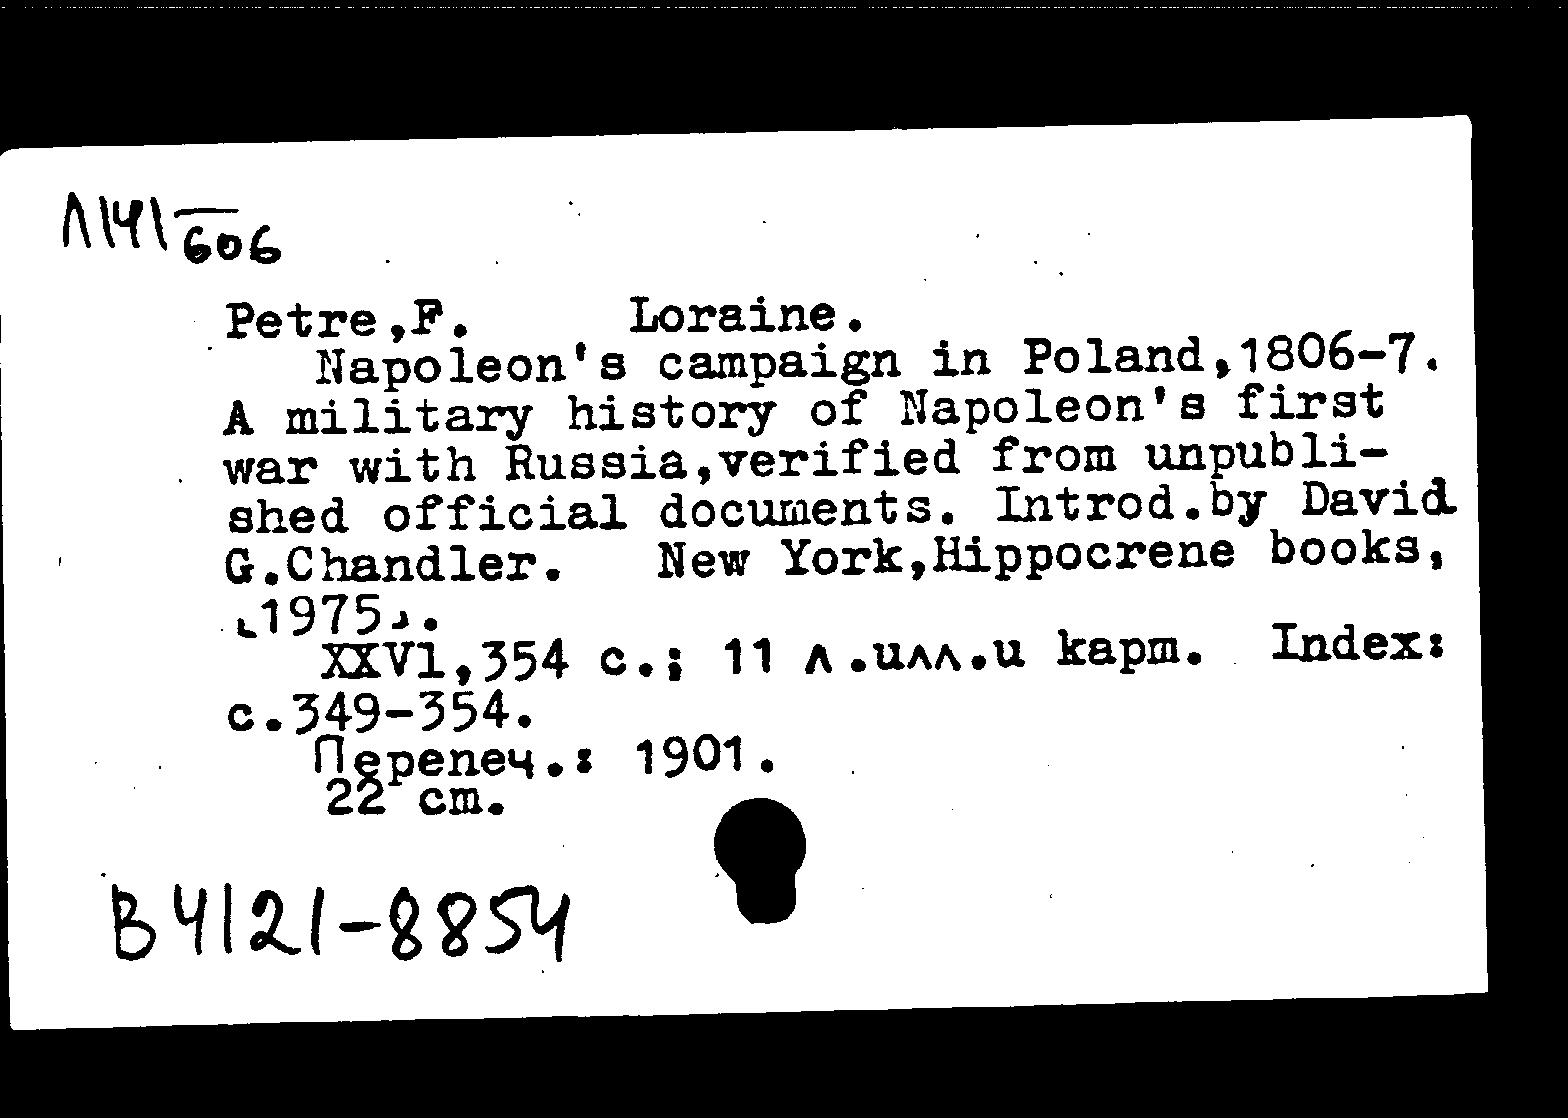 Л141/606
Petre,F. Loraine.
Napoleon's campaign in Poland,1806-7.
A military history of Napoleon's first
war with Russia,verified from unpubli-
shed official documents. Introd.by David
G.Chandler. New York,Hippocrene books,
[1975].
XXVl,354 c.; 11 л.илл.и карт. Index:
c.349-354.
Перепеч.: 1901.
22 cm.
В 4121-8854